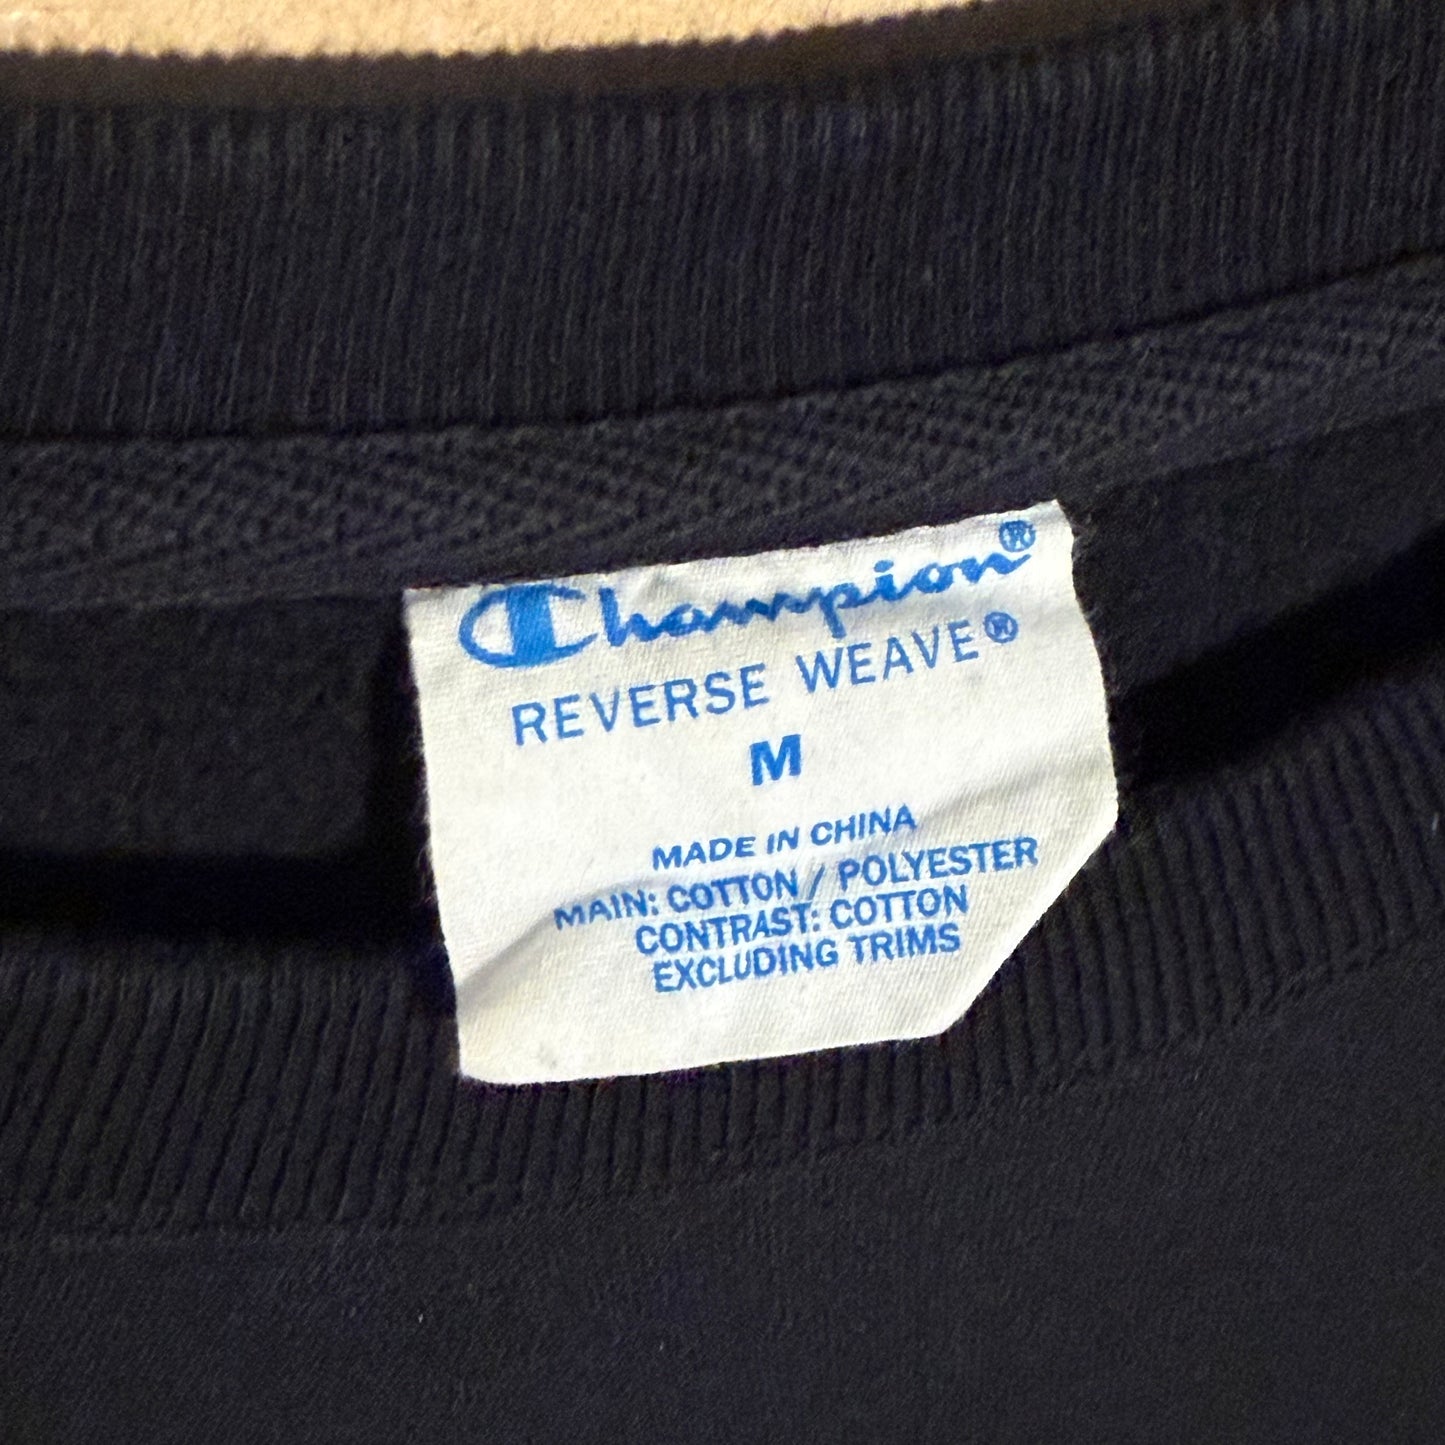 Champion®
REVERSE WEAVE®
M
MADE IN CHINA
MAIN: COTTON / POLYESTER
CONTRAST: COTTON
EXCLUDING TRIMS